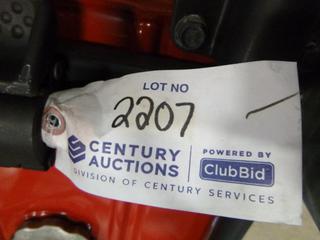 LOT NO
2207
CENTURY
AUCTIONS
DIVISION OF CENTURY SERVICES
POWERED BY
ClubBid